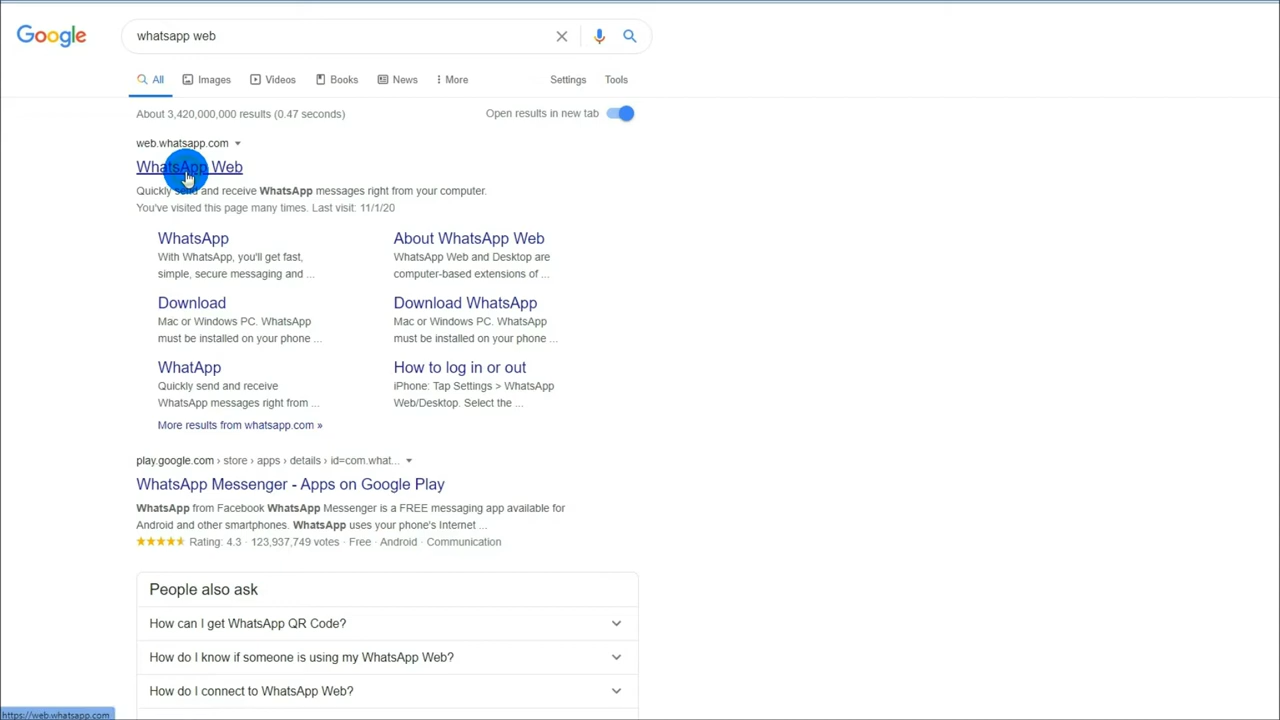 Google
whatsapp web
All Images Videos Books News More Settings Tools
About 3,420,000,000 results (0.47 seconds)
Open results in new tab
web.whatsapp.com
WhatsApp Web
Quickly send and receive WhatsApp messages right from your computer.
You've visited this page many times. Last visit: 11/1/20
WhatsApp
With WhatsApp, you'll get fast,
simple, secure messaging and ...
About WhatsApp Web
WhatsApp Web and Desktop are
computer-based extensions of ...
Download
Mac or Windows PC. WhatsApp
must be installed on your phone ...
Download WhatsApp
Mac or Windows PC. WhatsApp
must be installed on your phone ...
WhatApp
Quickly send and receive
WhatsApp messages right from ...
How to log in or out
iPhone: Tap Settings > WhatsApp
Web/Desktop. Select the ...
More results from whatsapp.com »
play.google.com › store › apps › details › id=com.what...
WhatsApp Messenger - Apps on Google Play
WhatsApp from Facebook WhatsApp Messenger is a FREE messaging app available for
Android and other smartphones. WhatsApp uses your phone's Internet ...
Rating: 4.3 · 123,937,749 votes · Free · Android · Communication
People also ask
How can I get WhatsApp QR Code?
How do I know if someone is using my WhatsApp Web?
How do I connect to WhatsApp Web?
https://web.whatsapp.com